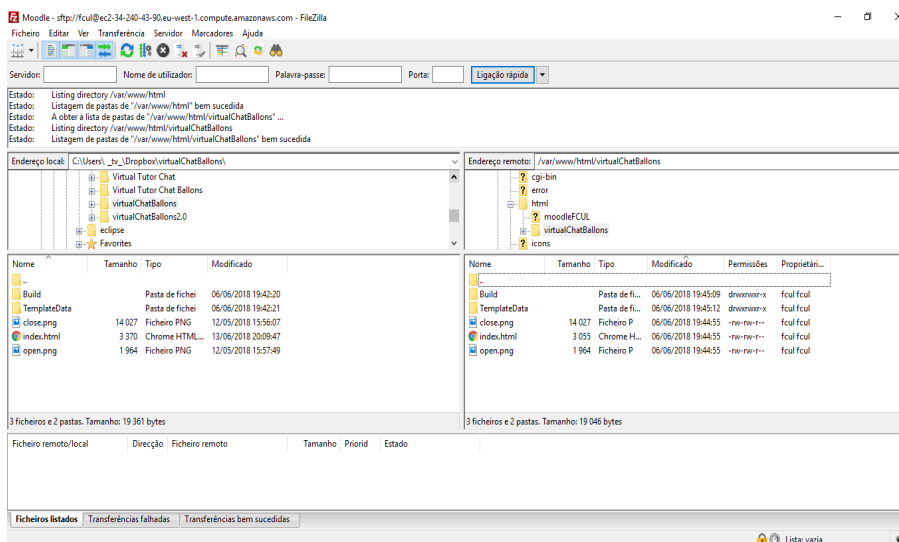 Moodle - sftp://fcul@ec2-34-240-43-90.eu-west-1.compute.amazonaws.com - FileZilla
Ficheiro Editar Ver Transferência Servidor Marcadores Ajuda
Servidor: Nome de utilizador: Palavra-passe: Porta: Ligação rápida
Estado: Listing directory /var/www/html
Estado: Listagem de pastas de "/var/www/html" bem sucedida
Estado: A obter a lista de pastas de "/var/www/html/virtualChatBallons" ...
Estado: Listing directory /var/www/html/virtualChatBallons
Estado: Listagem de pastas de "/var/www/html/virtualChatBallons" bem sucedida
Endereço local: C:\Users\_tv_\Dropbox\virtualChatBallons\
Virtual Tutor Chat
Virtual Tutor Chat Ballons
virtualChatBallons
virtualChatBallons2.0
eclipse
Favorites
Endereço remoto: /var/www/html/virtualChatBallons
cgi-bin
error
html
moodleFCUL
virtualChatBallons
icons
Nome Tamanho Tipo Modificado
..
Build Pasta de fichei 06/06/2018 19:42:20
TemplateData Pasta de fichei 06/06/2018 19:42:21
close.png 14 027 Ficheiro PNG 12/05/2018 15:56:07
index.html 3 370 Chrome HTML... 13/06/2018 20:09:47
open.png 1 964 Ficheiro PNG 12/05/2018 15:57:49
3 ficheiros e 2 pastas. Tamanho: 19 361 bytes
Nome Tamanho Tipo Modificado Permissões Proprietári...
..
Build Pasta de fi... 06/06/2018 19:45:09 drwxrwxr-x fcul fcul
TemplateData Pasta de fi... 06/06/2018 19:45:12 drwxrwxr-x fcul fcul
close.png 14 027 Ficheiro P 06/06/2018 19:44:55 -rw-rw-r-- fcul fcul
index.html 3 055 Chrome H... 06/06/2018 19:44:55 -rw-rw-r-- fcul fcul
open.png 1 964 Ficheiro P 06/06/2018 19:44:55 -rw-rw-r-- fcul fcul
3 ficheiros e 2 pastas. Tamanho: 19 046 bytes
Ficheiro remoto/local Direcção Ficheiro remoto Tamanho Priorid Estado
Ficheiros listados Transferências falhadas Transferências bem sucedidas
Lista: vazia